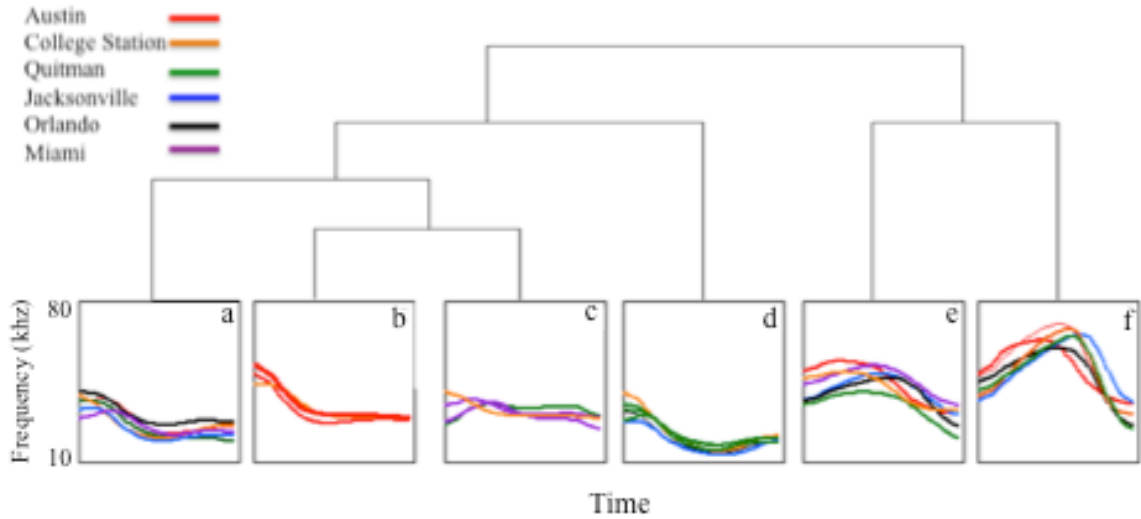 Austin
College Station
Quitman
Jacksonville
Orlando
Miami
80
10
Frequency (khz)
a
b
c
d
e
f
Time